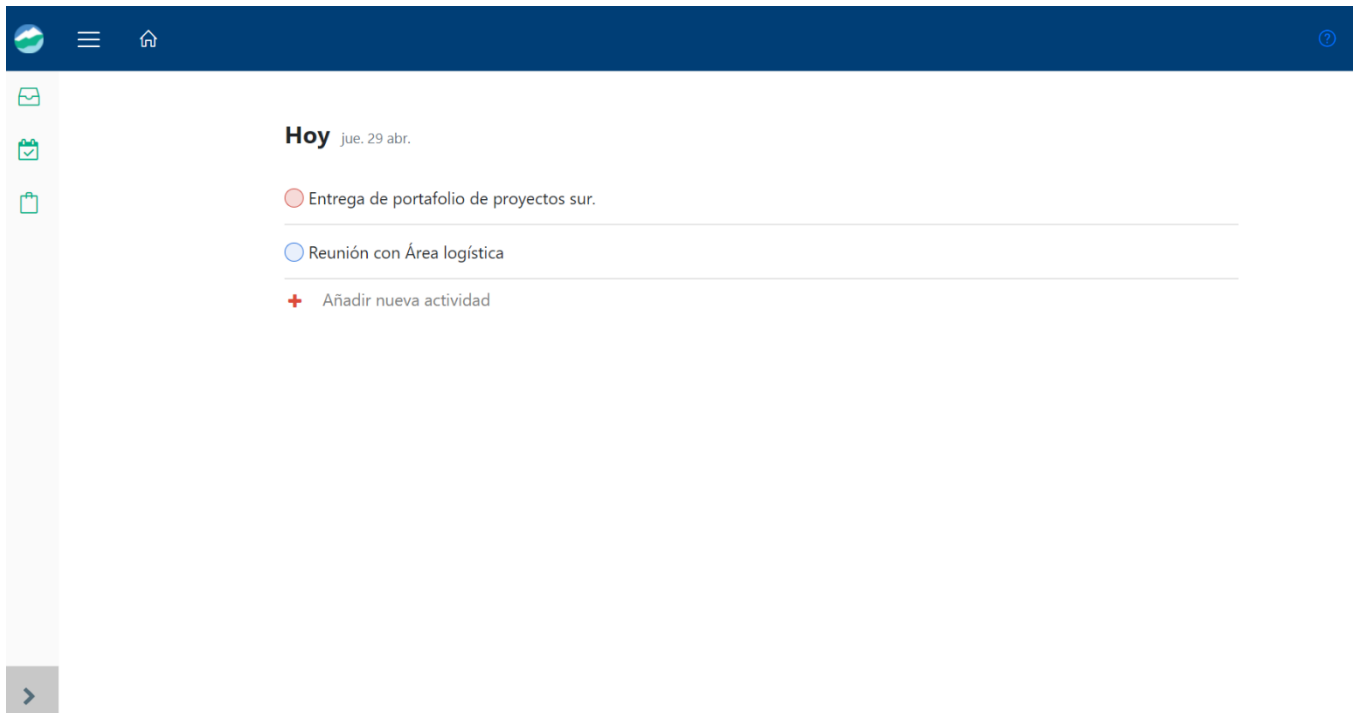 Hoy jue. 29 abr.
Entrega de portafolio de proyectos sur.
Reunión con Área logística
Añadir nueva actividad